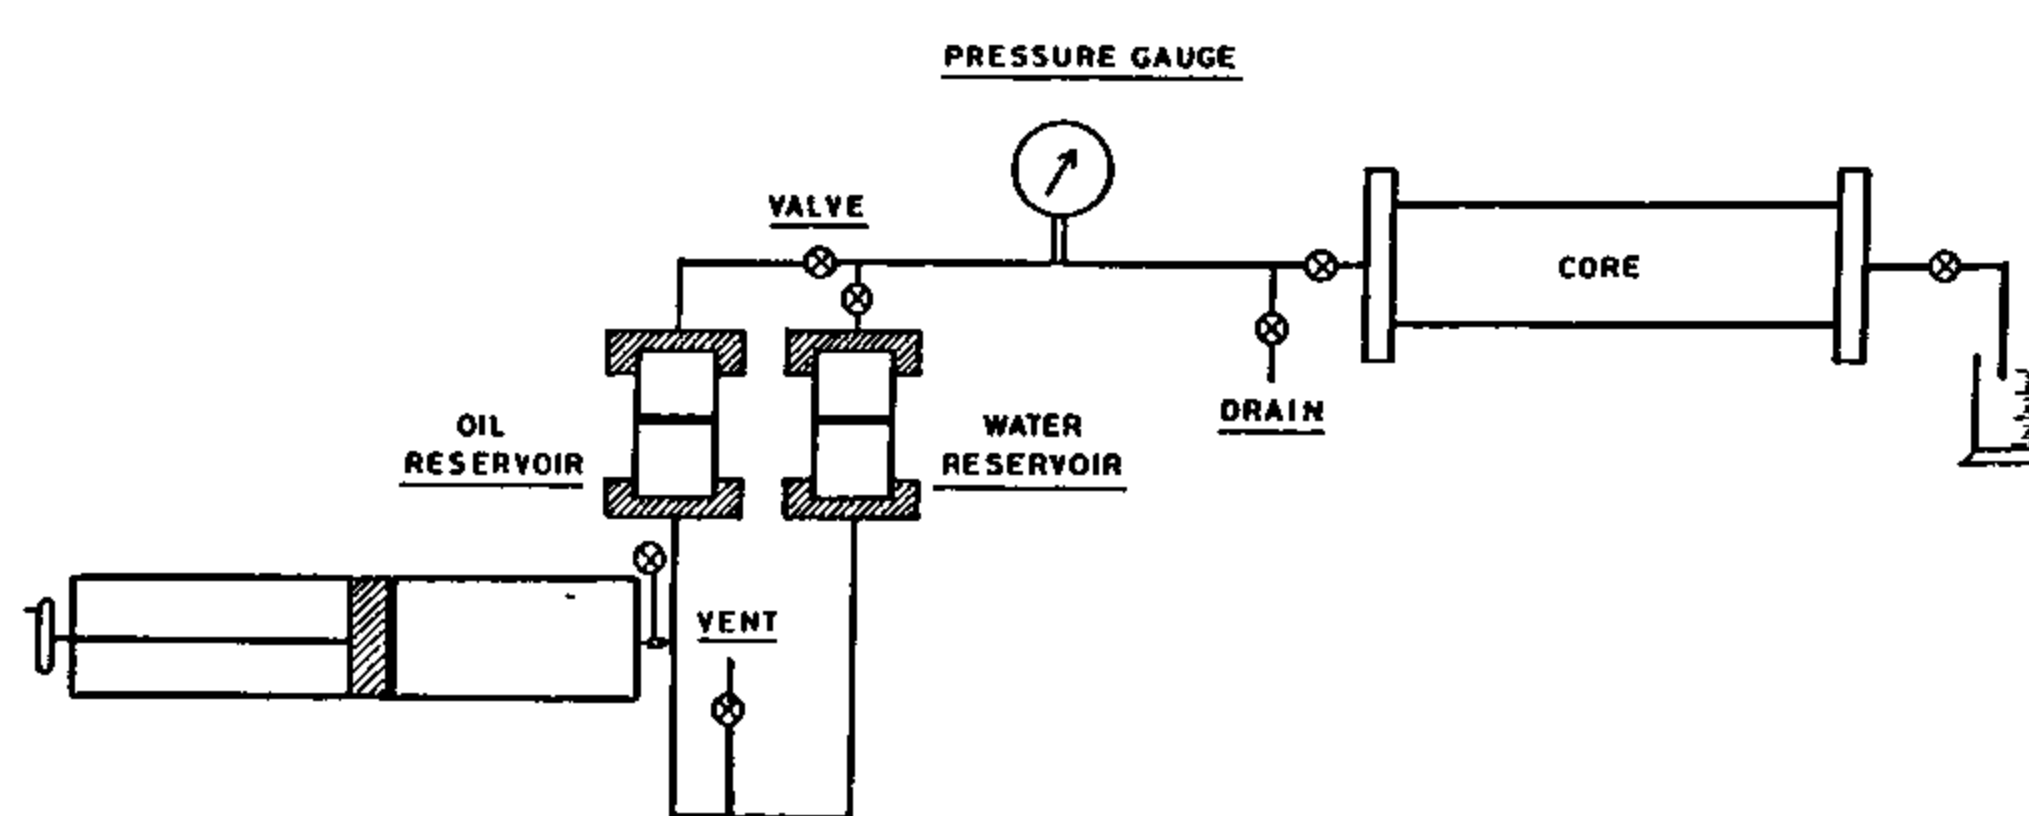 PRESSURE GAUGE
VALVE
CORE
OIL
RESERVOIR
WATER
RESERVOIR
DRAIN
VENT